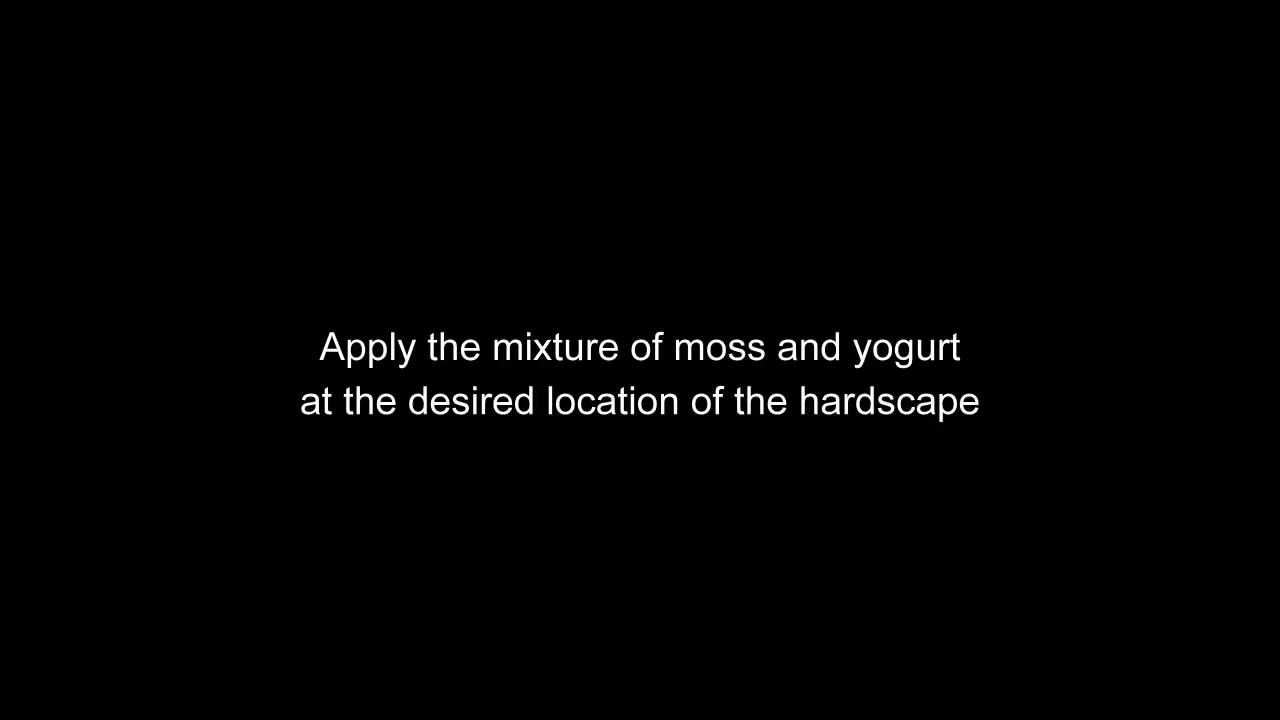 Apply the mixture of moss and yogurt
at the desired location of the hardscape